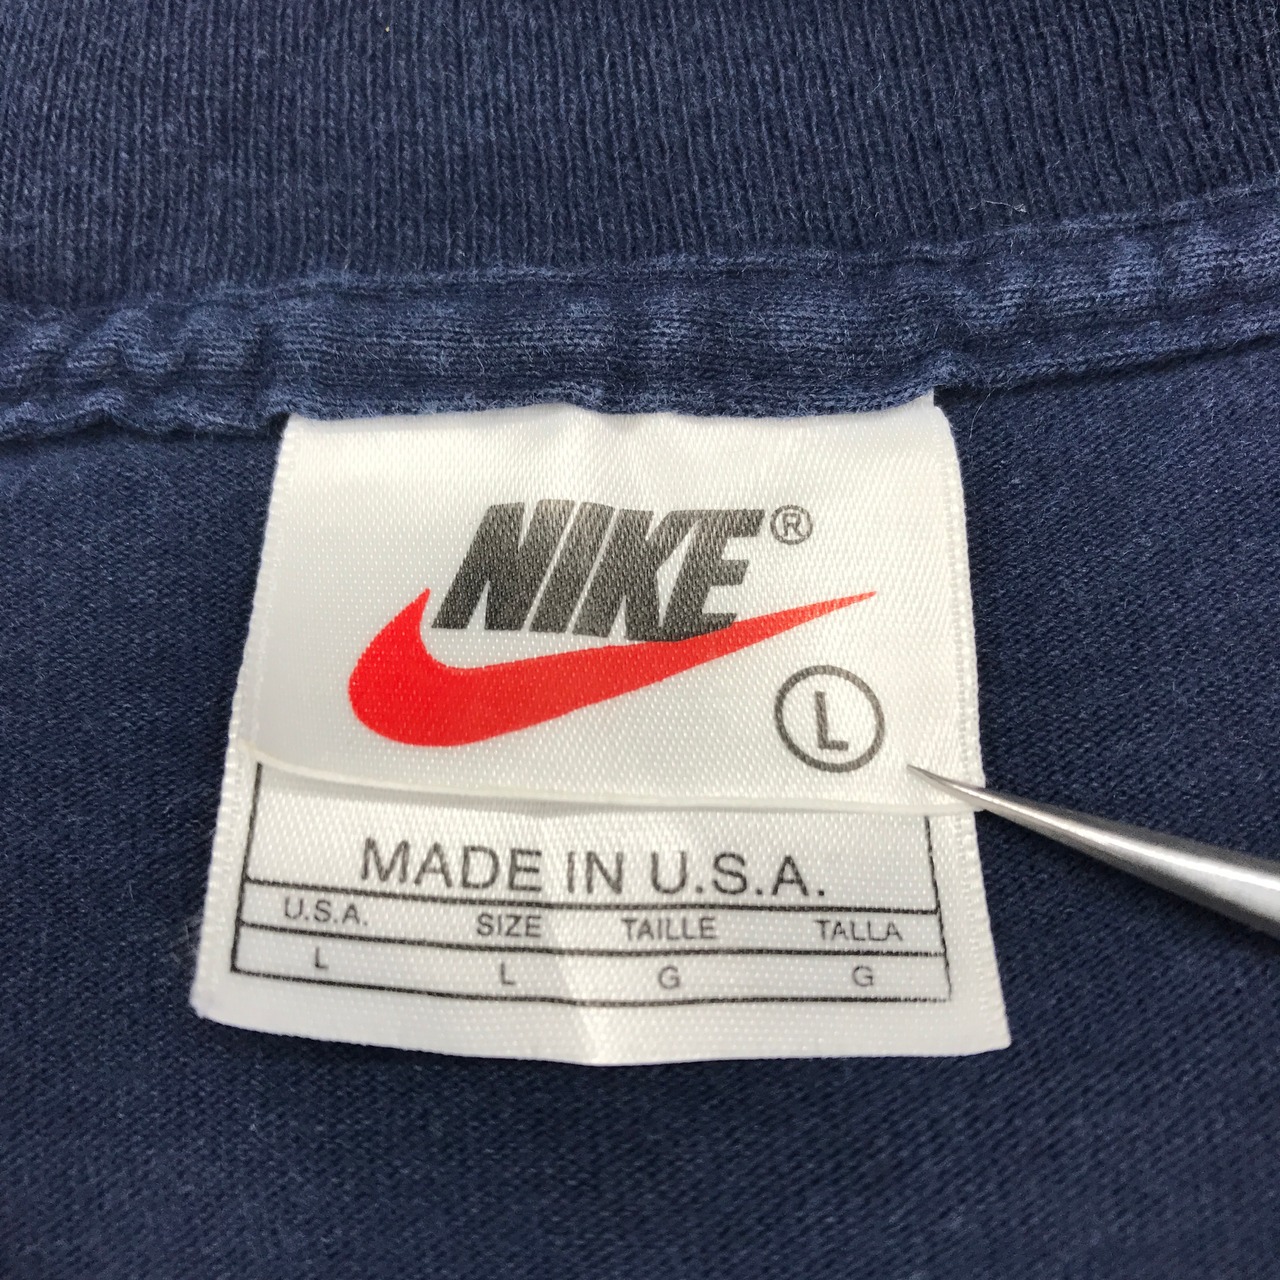 NIKE®
L
MADE IN U.S.A.
U.S.A. SIZE TAILLE TALLA
L L G G